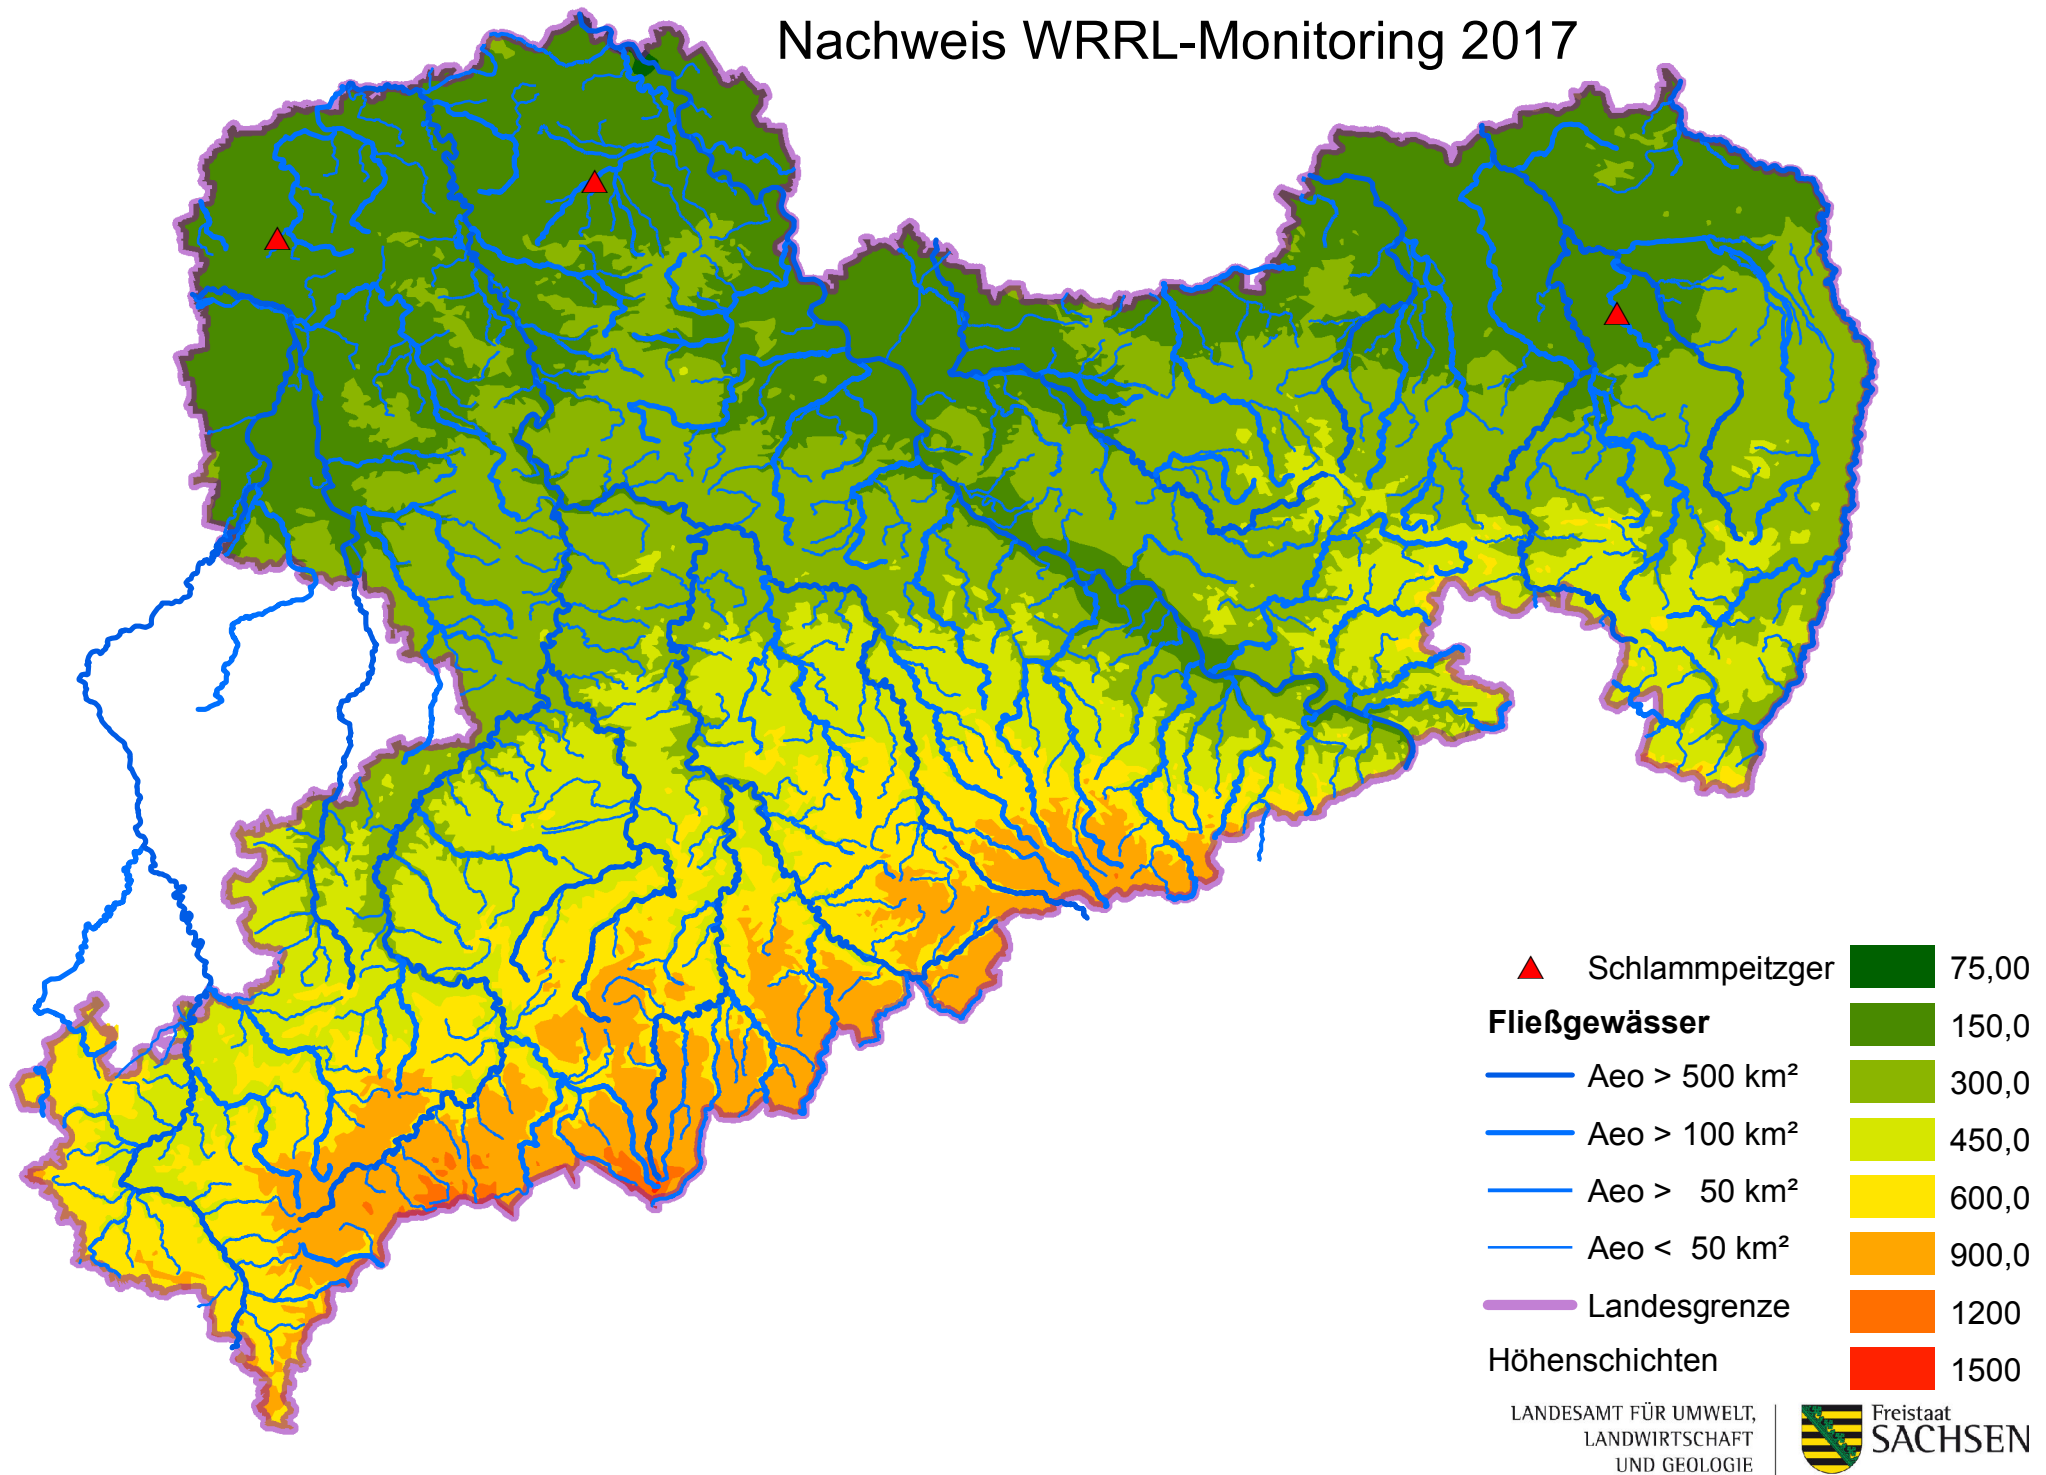 Nachweis WRRL-Monitoring 2017
Schlammpeitzger
Fließgewässer
Aeo > 500 km²
Aeo > 100 km²
Aeo > 50 km²
Aeo < 50 km²
Landesgrenze
Höhenschichten
75,00
150,0
300,0
450,0
600,0
900,0
1200
1500
LANDESAMT FÜR UMWELT,
LANDWIRTSCHAFT
UND GEOLOGIE
Freistaat
SACHSEN